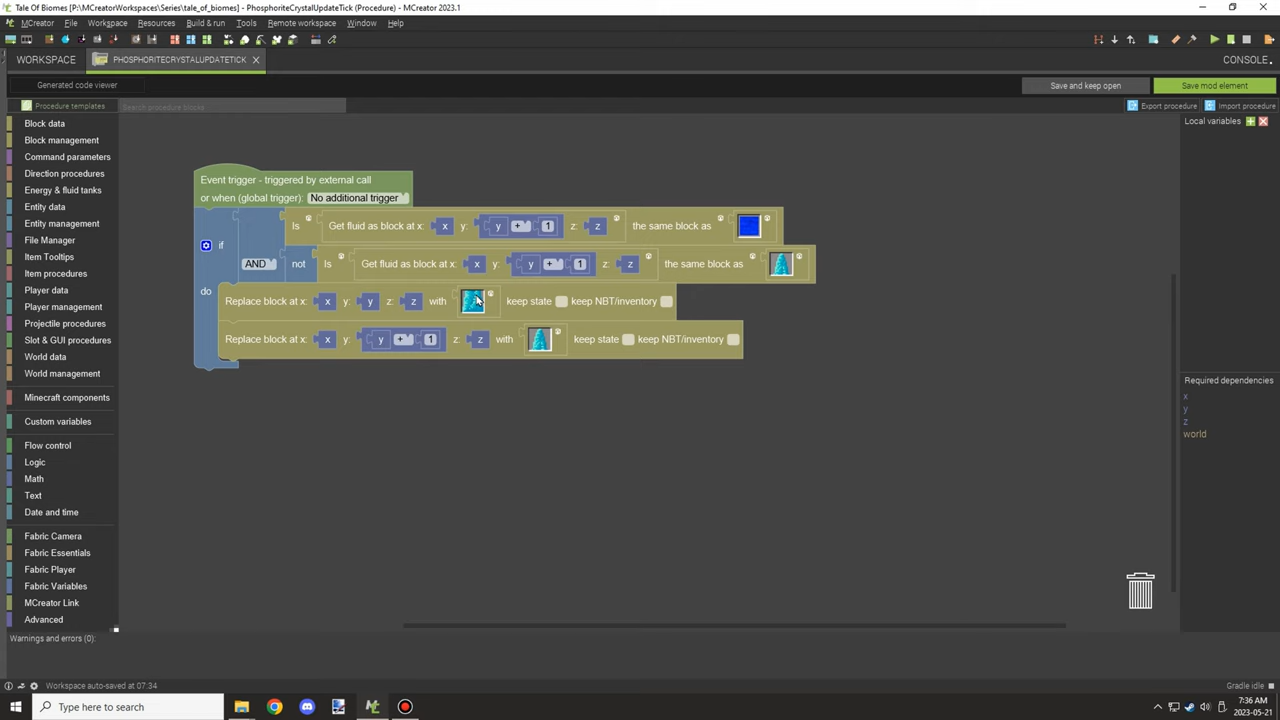 Tale Of Biomes [P:\MCreatorWorkspaces\Series\tale_of_biomes] - PhosphoriteCrystalUpdateTick (Procedure) - MCreator 2023.1
MCreator File Workspace Resources Build & run Tools Remote workspace Window Help
WORKSPACE PHOSPHORITECRYSTALUPDATETICK CONSOLE
Generated code viewer Save and keep open Save mod element
Procedure templates Search procedure blocks Export procedure Import procedure
Local variables
Block data
Block management
Command parameters
Direction procedures
Energy & fluid tanks
Entity data
Entity management
File Manager
Item Tooltips
Item procedures
Player data
Player management
Projectile procedures
Slot & GUI procedures
World data
World management
Minecraft components
Custom variables
Flow control
Logic
Math
Text
Date and time
Fabric Camera
Fabric Essentials
Fabric Player
Fabric Variables
MCreator Link
Advanced
Event trigger - triggered by external call
or when (global trigger): No additional trigger
if Is Get fluid as block at x: x y: y + 1 z: z the same block as
AND not Is Get fluid as block at x: x y: y + 1 z: z the same block as
do Replace block at x: x y: y z: z with keep state keep NBT/inventory
Replace block at x: x y: y + 1 z: z with keep state keep NBT/inventory
Required dependencies
x
y
z
world
Warnings and errors (0):
Workspace auto-saved at 07:34 Gradle idle
Type here to search
7:36 AM
2023-05-21